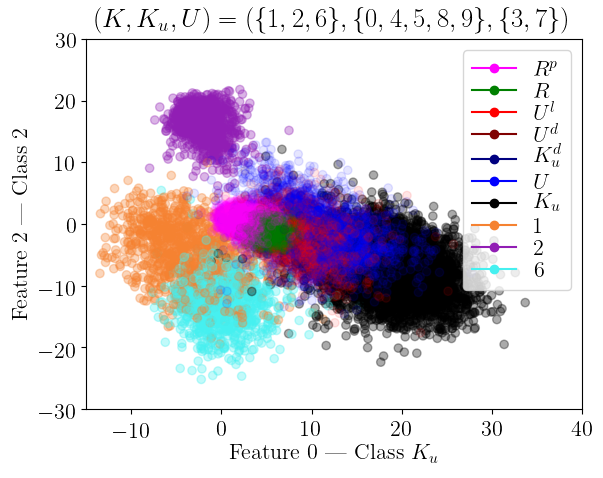 (K, K_u, U) = ({1, 2, 6}, {0, 4, 5, 8, 9}, {3, 7})
30
20
10
0
−10
−20
−30
Feature 2 — Class 2
R^p
R
U^l
U^d
K_u^d
U
K_u
1
2
6
−10
0
10
20
30
40
Feature 0 — Class K_u